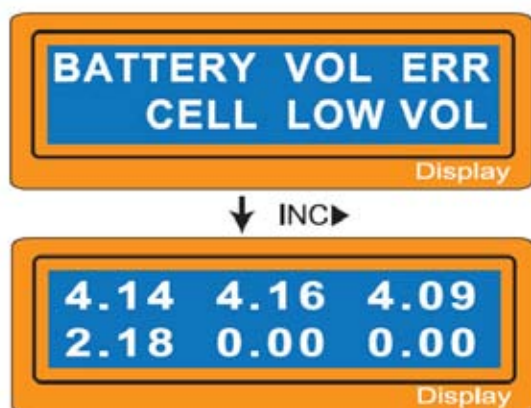 BATTERY VOL ERR
CELL LOW VOL
Display
INC▶
4.14 4.16 4.09
2.18 0.00 0.00
Display